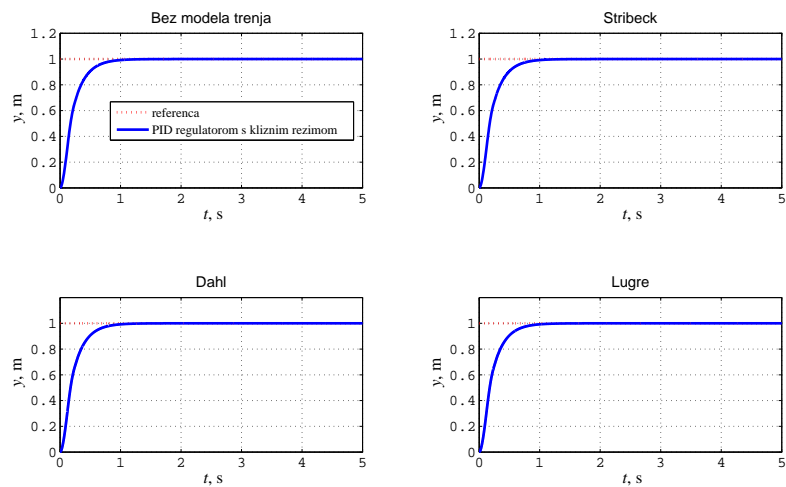 Bez modela trenja
1.2
1
0.8
0.6
0.4
0.2
0
y, m
referenca
PID regulatorom s kliznim rezimom
0 1 2 3 4 5
t, s
Stribeck
1.2
1
0.8
0.6
0.4
0.2
0
y, m
0 1 2 3 4 5
t, s
Dahl
1
0.8
0.6
0.4
0.2
0
y, m
0 1 2 3 4 5
t, s
Lugre
1
0.8
0.6
0.4
0.2
0
y, m
0 1 2 3 4 5
t, s